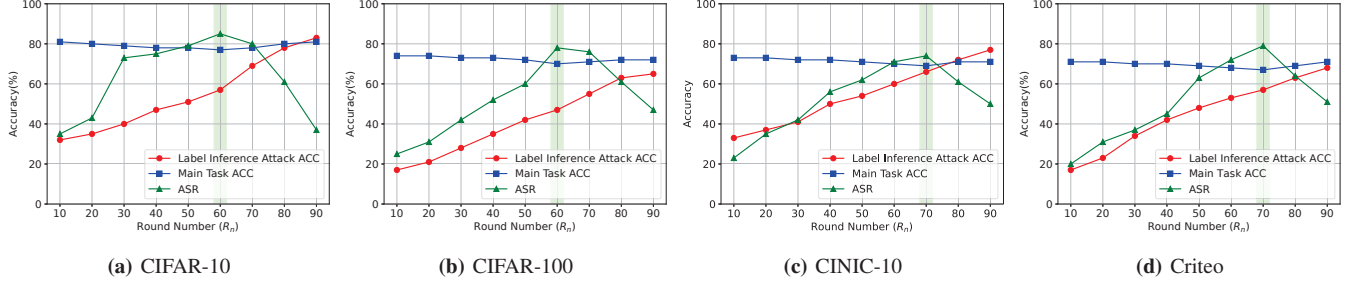 100
80
60
40
20
0
Accuracy(%)
Label Inference Attack ACC
Main Task ACC
ASR
10 20 30 40 50 60 70 80 90
Round Number (Rn)
(a) CIFAR-10
100
80
60
40
20
0
Accuracy(%)
Label Inference Attack ACC
Main Task ACC
ASR
10 20 30 40 50 60 70 80 90
Round Number (Rn)
(b) CIFAR-100
100
80
60
40
20
0
Accuracy
Label Inference Attack ACC
Main Task ACC
ASR
10 20 30 40 50 60 70 80 90
Round Number (Rn)
(c) CINIC-10
100
80
60
40
20
0
Accuracy(%)
Label Inference Attack ACC
Main Task ACC
ASR
10 20 30 40 50 60 70 80 90
Round Number (Rn)
(d) Criteo